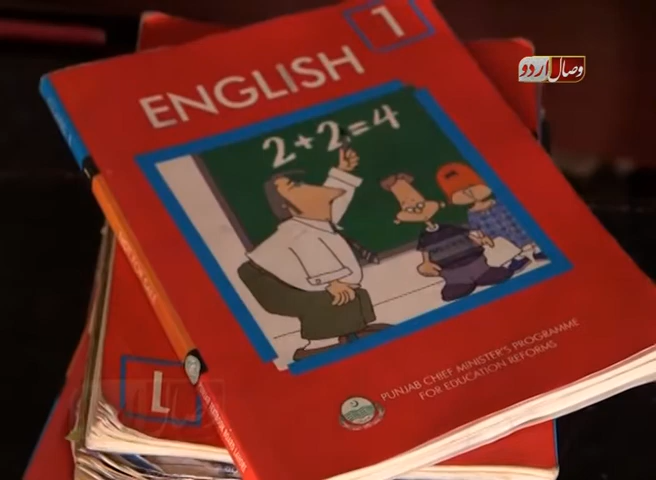 ENGLISH
1
2+2=4
PUNJAB CHIEF MINISTER'S PROGRAMME
FOR EDUCATION REFORMS
وصال اردو